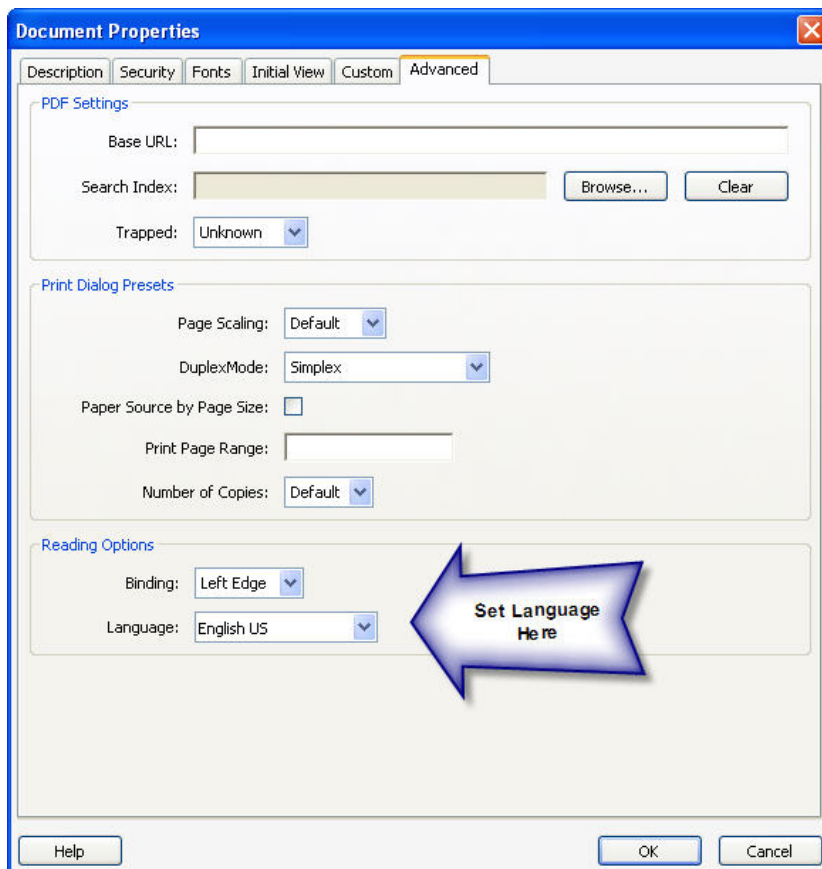 Document Properties
Description Security Fonts Initial View Custom Advanced
PDF Settings
Base URL:
Search Index: Browse... Clear
Trapped: Unknown
Print Dialog Presets
Page Scaling: Default
DuplexMode: Simplex
Paper Source by Page Size:
Print Page Range:
Number of Copies: Default
Reading Options
Binding: Left Edge
Language: English US
Set Language
Here
Help OK Cancel